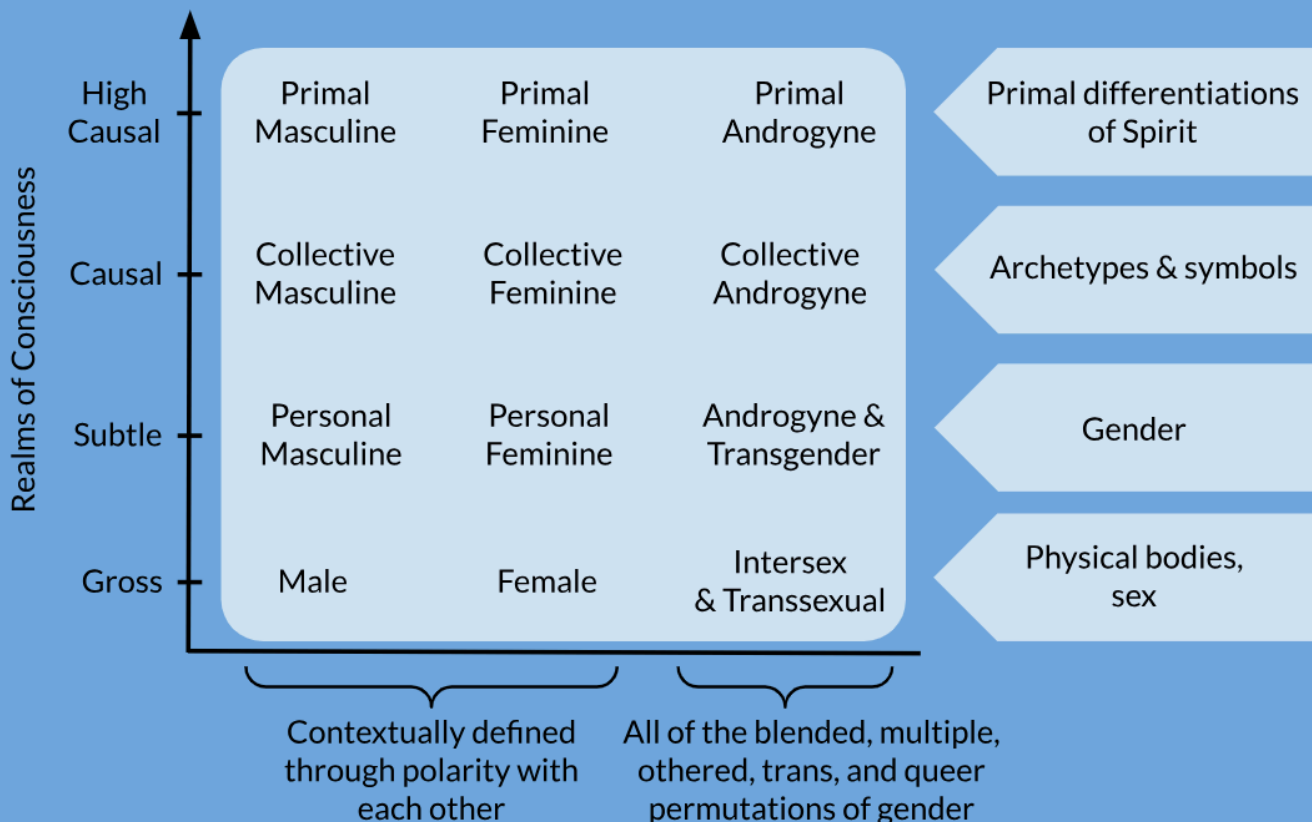 Realms of Consciousness
High
Causal
Primal
Masculine
Primal
Feminine
Primal
Androgyne
Primal differentiations
of Spirit
Causal
Collective
Masculine
Collective
Feminine
Collective
Androgyne
Archetypes & symbols
Subtle
Personal
Masculine
Personal
Feminine
Androgyne &
Transgender
Gender
Gross
Male
Female
Intersex
& Transsexual
Physical bodies,
sex
Contextually defined
through polarity with
each other
All of the blended, multiple,
othered, trans, and queer
permutations of gender